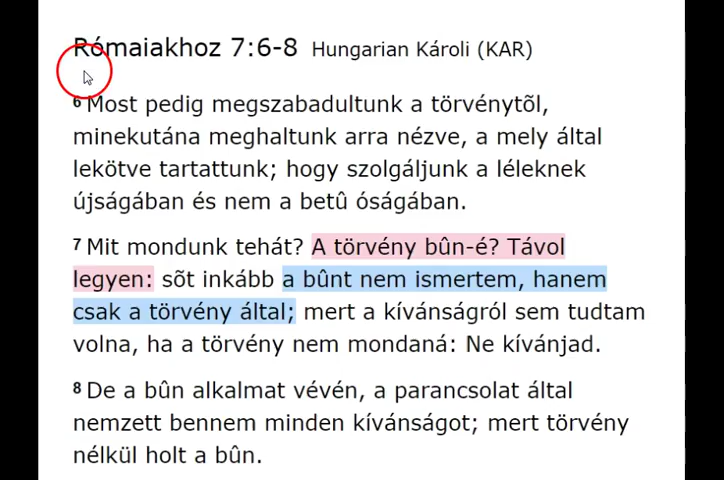 Rómaiakhoz 7:6-8 Hungarian Károli (KAR)
6 Most pedig megszabadultunk a törvénytõl,
minekutána meghaltunk arra nézve, a mely által
lekötve tartattunk; hogy szolgáljunk a léleknek
újságában és nem a betû óságában.
7 Mit mondunk tehát? A törvény bûn-é? Távol
legyen: sõt inkább a bûnt nem ismertem, hanem
csak a törvény által; mert a kívánságról sem tudtam
volna, ha a törvény nem mondaná: Ne kívánjad.
8 De a bûn alkalmat vévén, a parancsolat által
nemzett bennem minden kívánságot; mert törvény
nélkül holt a bûn.